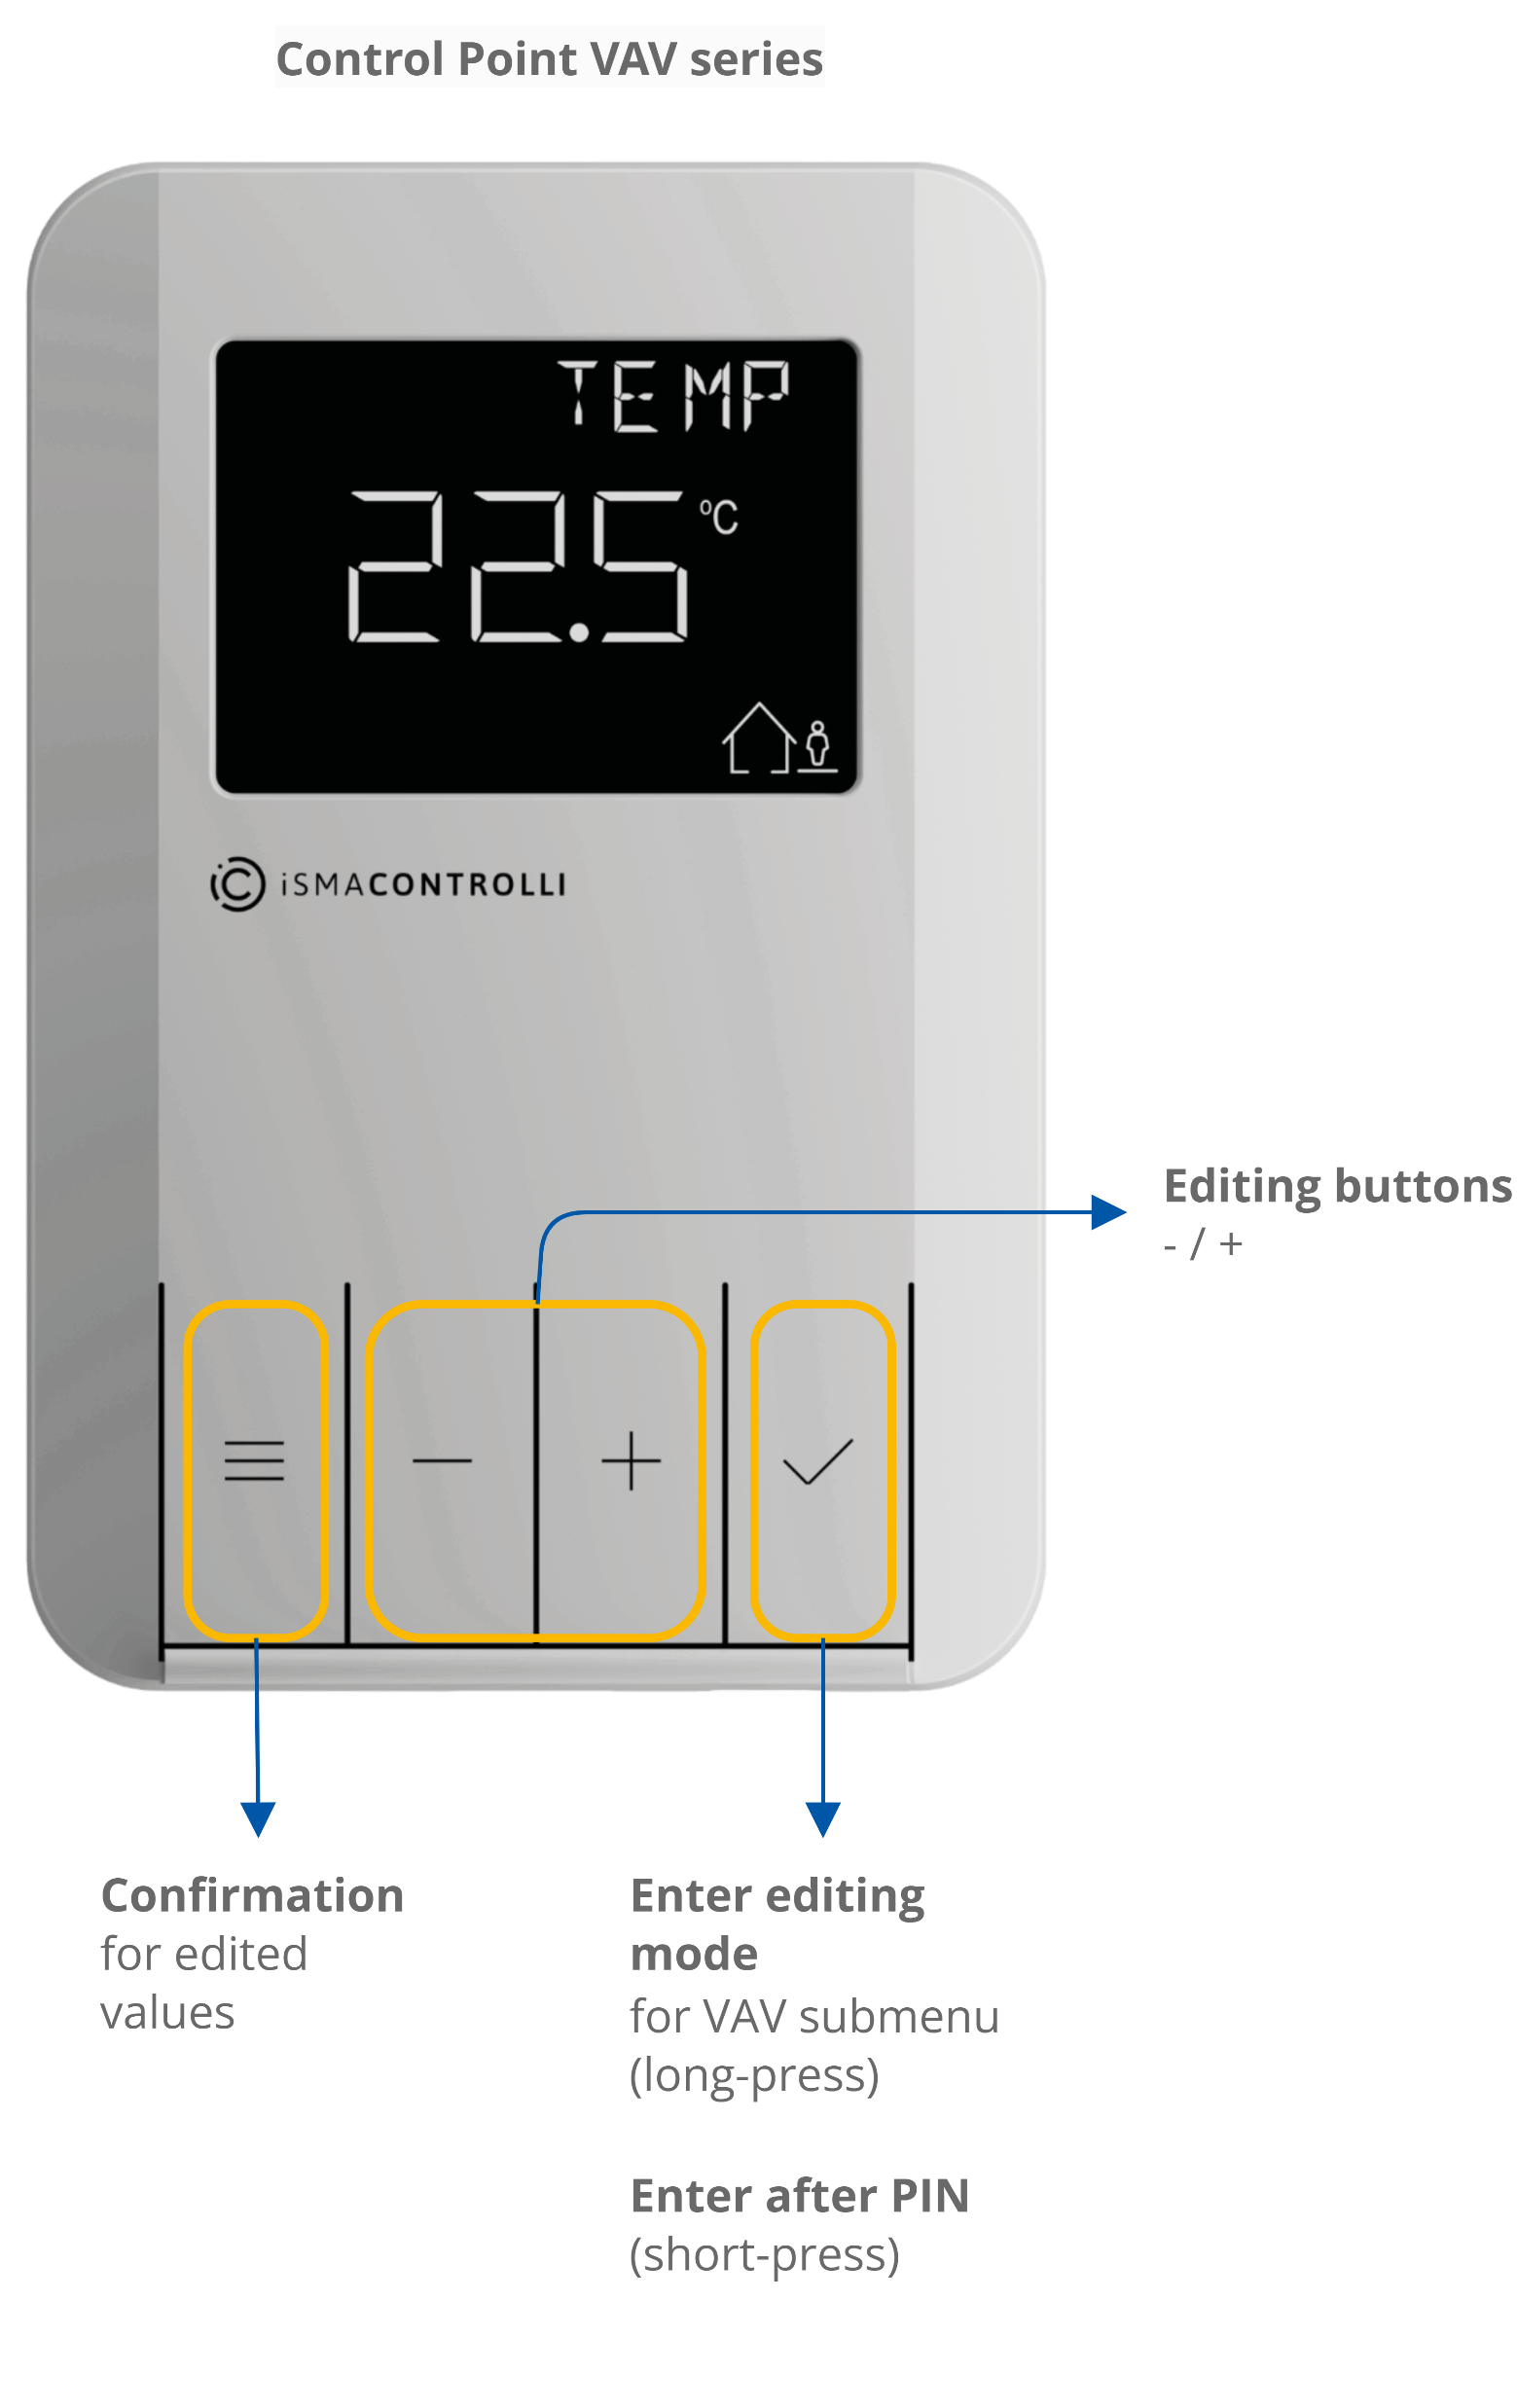 Control Point VAV series
TEMP
22.5 °C
iSMACONTROLLI
Editing buttons
- / +
Confirmation
for edited
values
Enter editing
mode
for VAV submenu
(long-press)
Enter after PIN
(short-press)